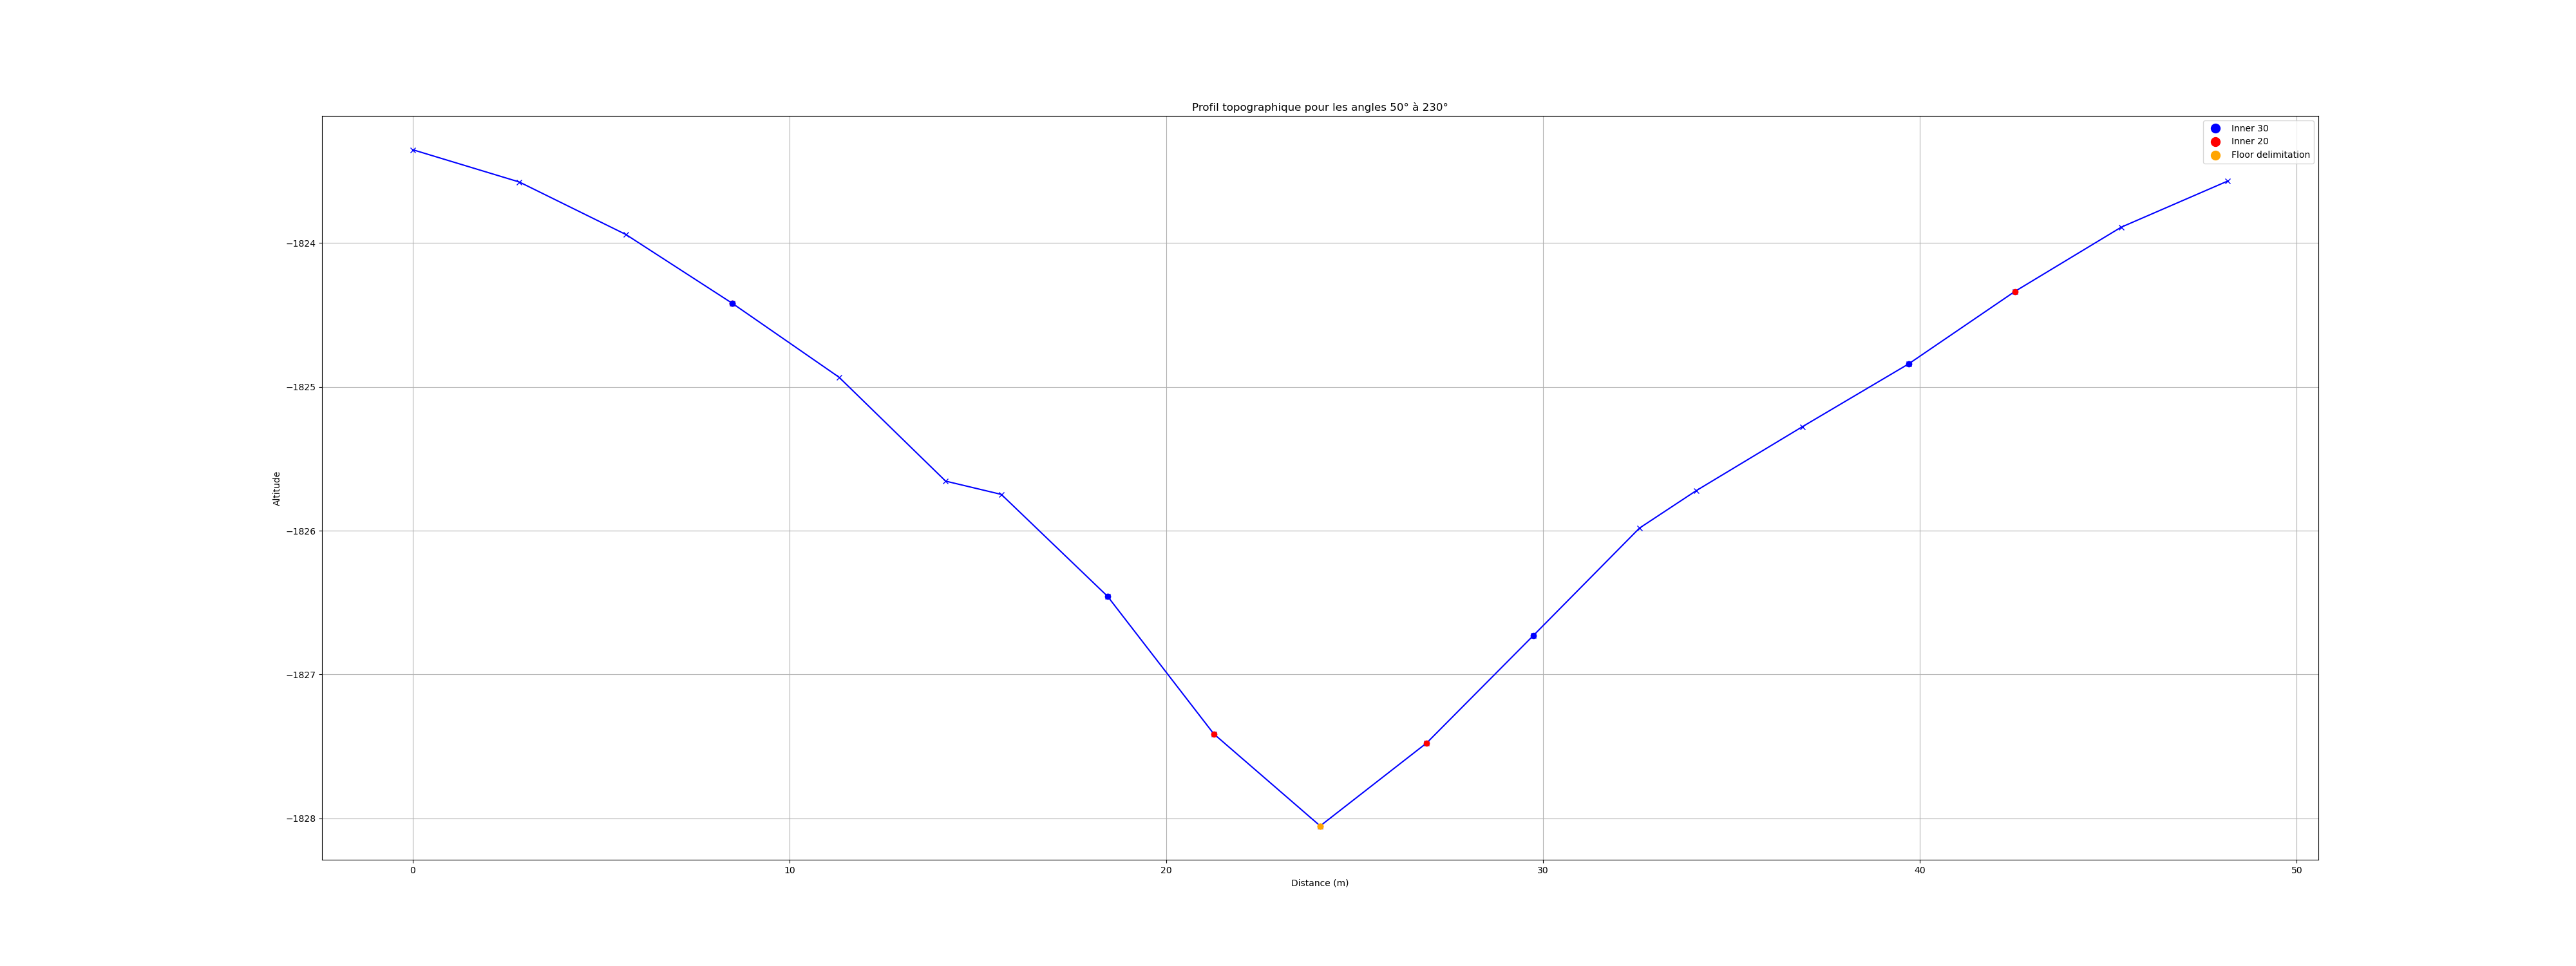 Profil topographique pour les angles 50° à 230°
Inner 30
Inner 20
Floor delimitation
Altitude
−1824
−1825
−1826
−1827
−1828
0 10 20 30 40 50
Distance (m)